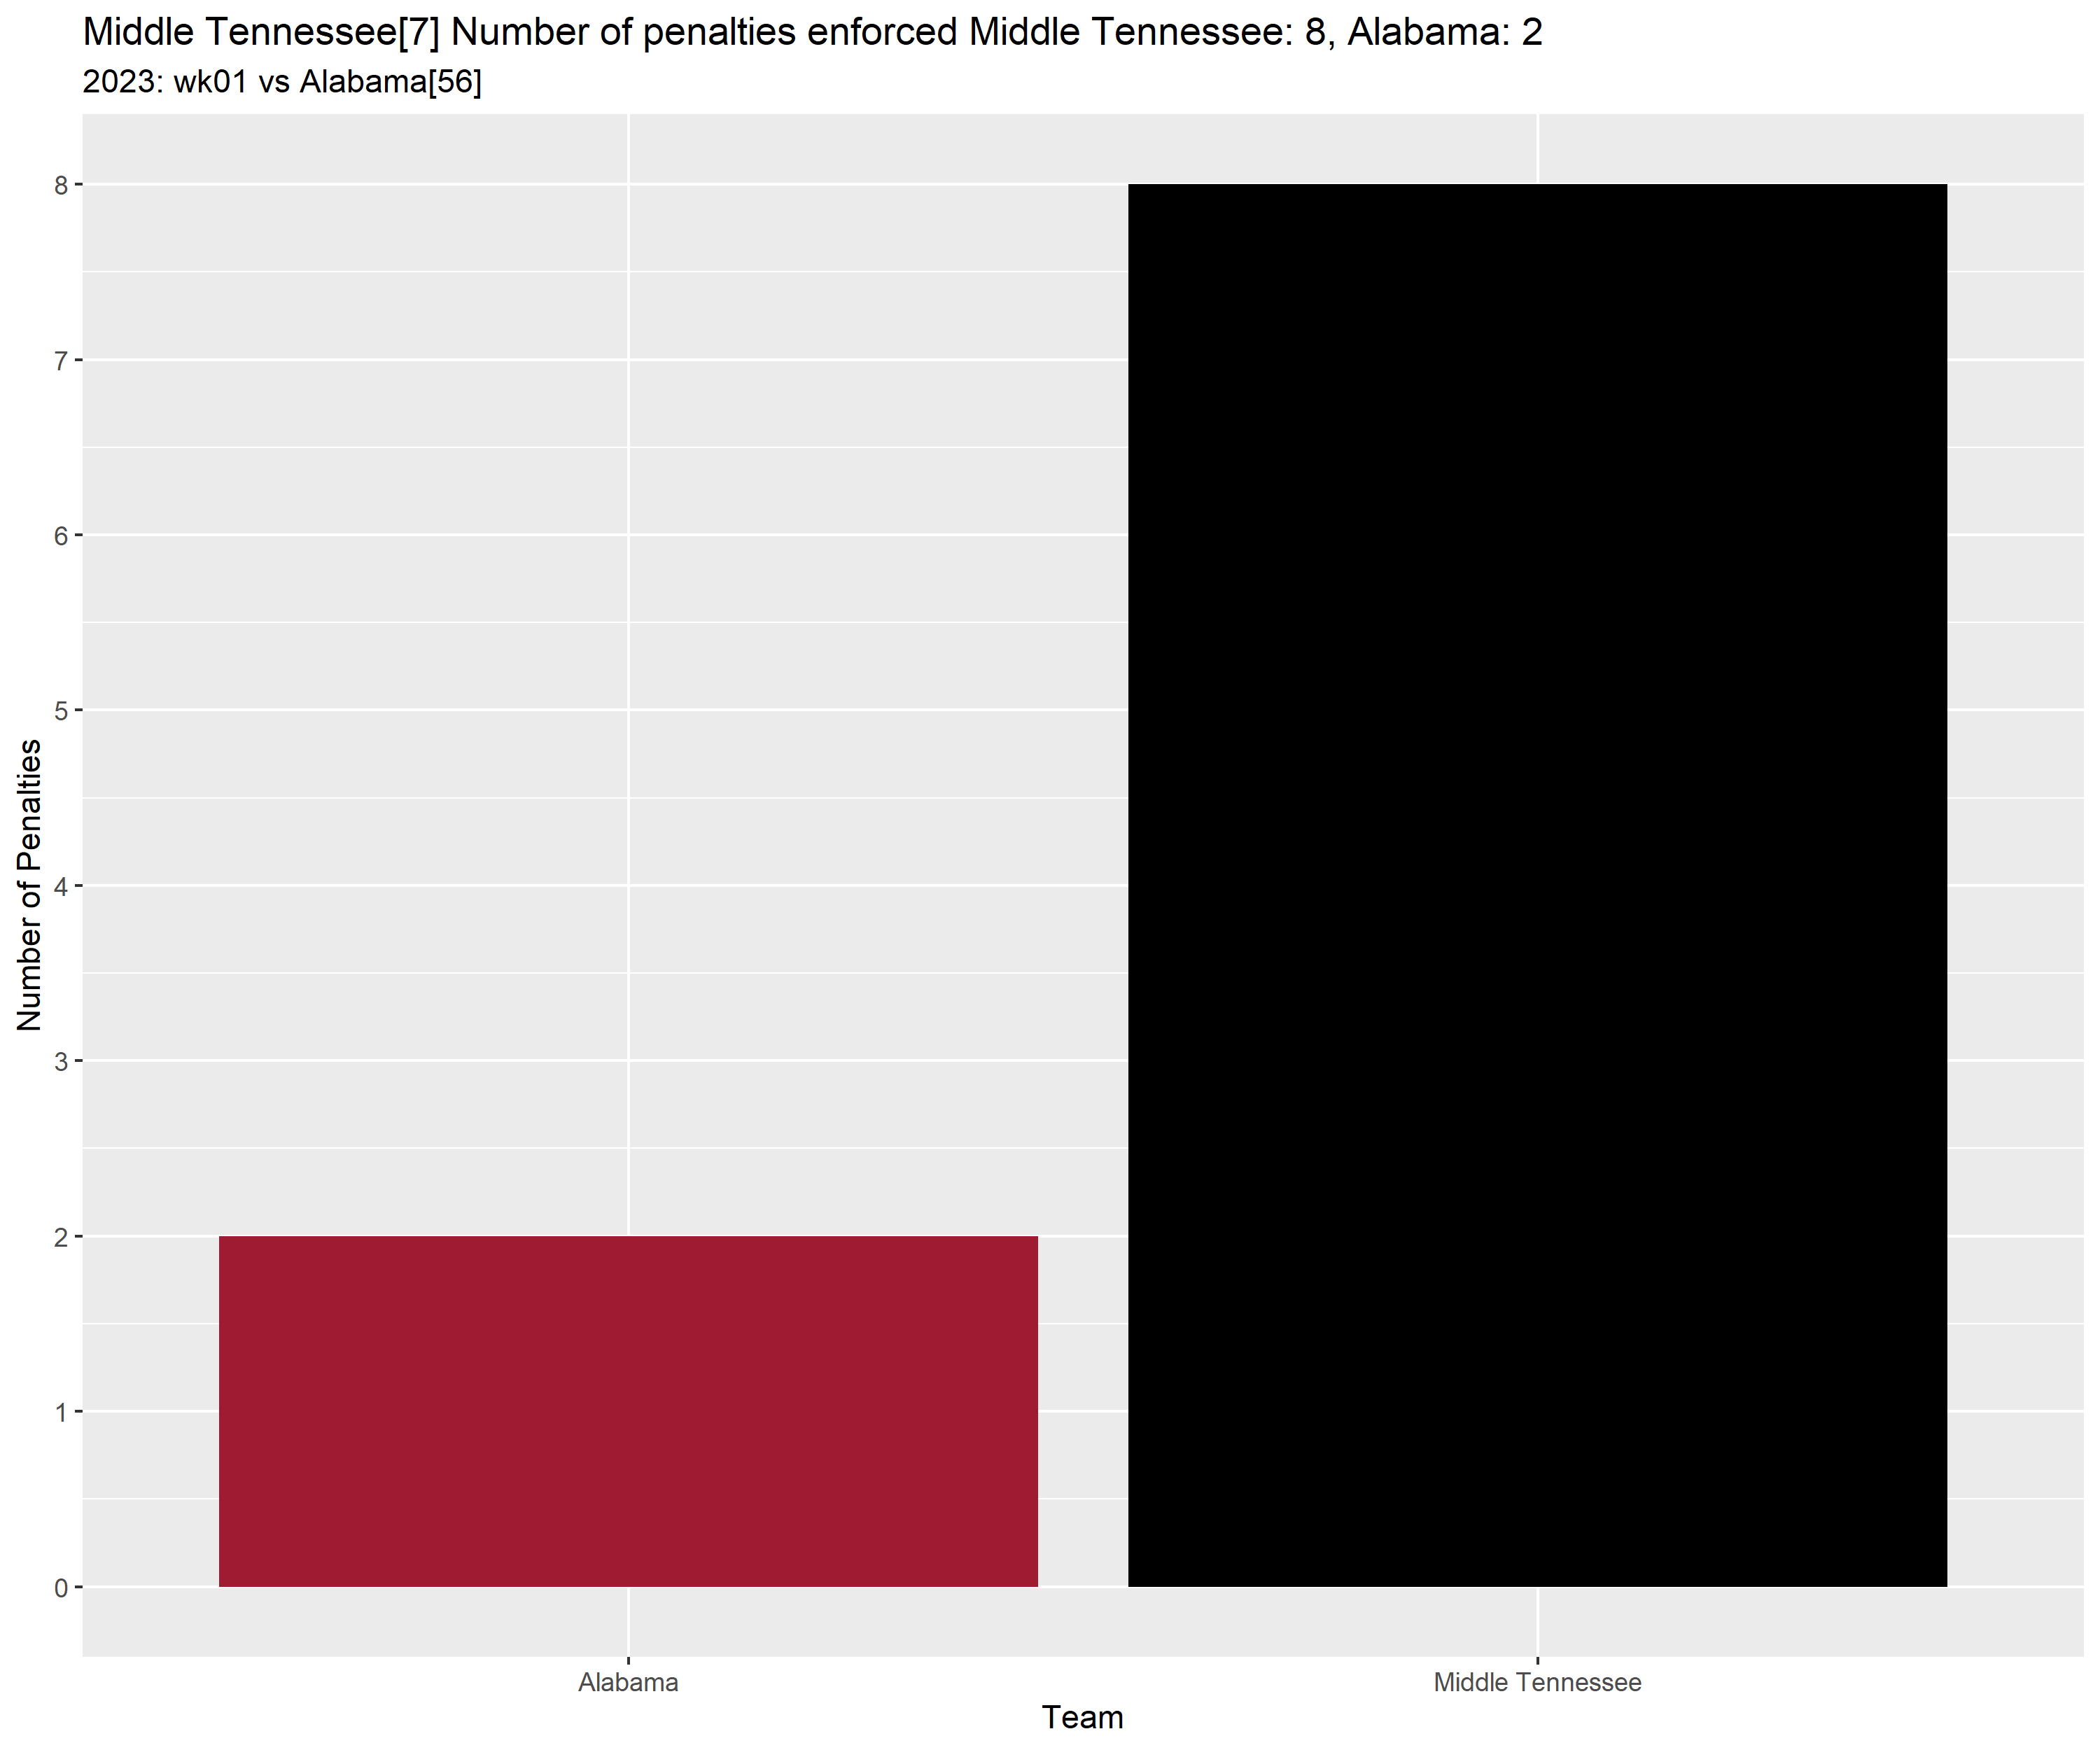 Middle Tennessee[7] Number of penalties enforced Middle Tennessee: 8, Alabama: 2
2023: wk01 vs Alabama[56]
Number of Penalties
8
7
6
5
4
3
2
1
0
Alabama
Middle Tennessee
Team